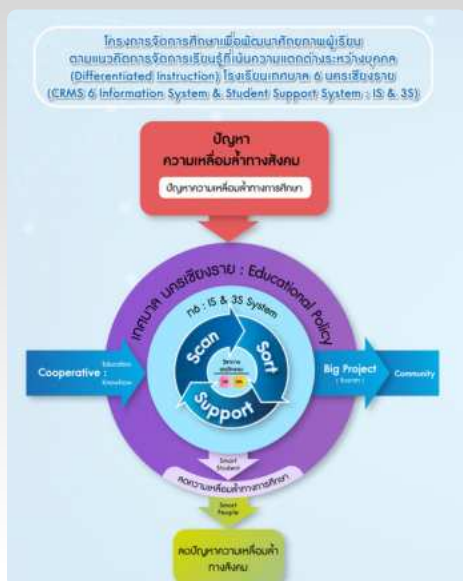 โครงการจัดการศึกษาเพื่อพัฒนาศักยภาพผู้เรียน
ตามแนวคิดการจัดการเรียนรู้ที่เน้นความแตกต่างระหว่างบุคคล
(Differentiated Instruction) โรงเรียนเทศบาล 6 นครเชียงราย
(CRMS 6 Information System & Student Support System : IS & 3S)
ปัญหา
ความเหลื่อมล้ำทางสังคม
ปัญหาความเหลื่อมล้ำทางการศึกษา
เทศบาล นครเชียงราย : Educational Policy
ท6 : IS & 3S System
Scan
Sort
Support
Cooperative :
Education
Knowhow
Big Project
Community
Smart
Student
ลดความเหลื่อมล้ำทางการศึกษา
Smart
People
ลดปัญหาความเหลื่อมล้ำ
ทางสังคม